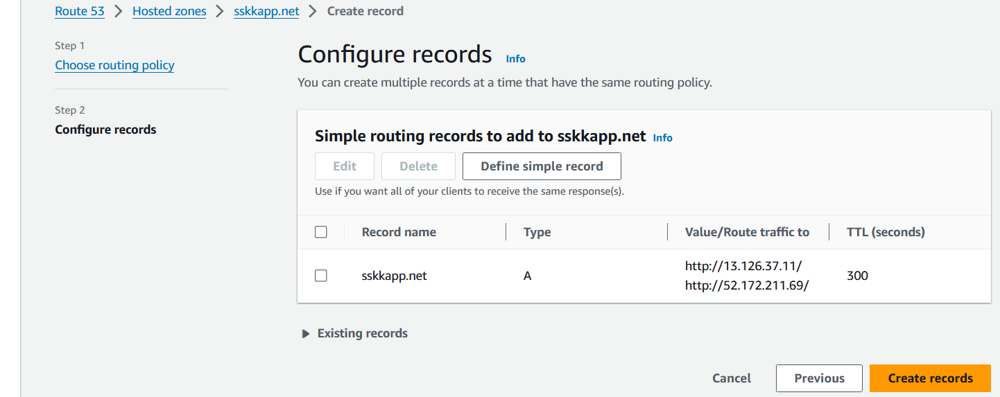 Route 53 > Hosted zones > sskkapp.net > Create record
Step 1
Choose routing policy
Step 2
Configure records
Configure records Info
You can create multiple records at a time that have the same routing policy.
Simple routing records to add to sskkapp.net Info
Edit Delete Define simple record
Use if you want all of your clients to receive the same response(s).
Record name Type Value/Route traffic to TTL (seconds)
sskkapp.net A http://13.126.37.11/ 300
http://52.172.211.69/
Existing records
Cancel Previous Create records